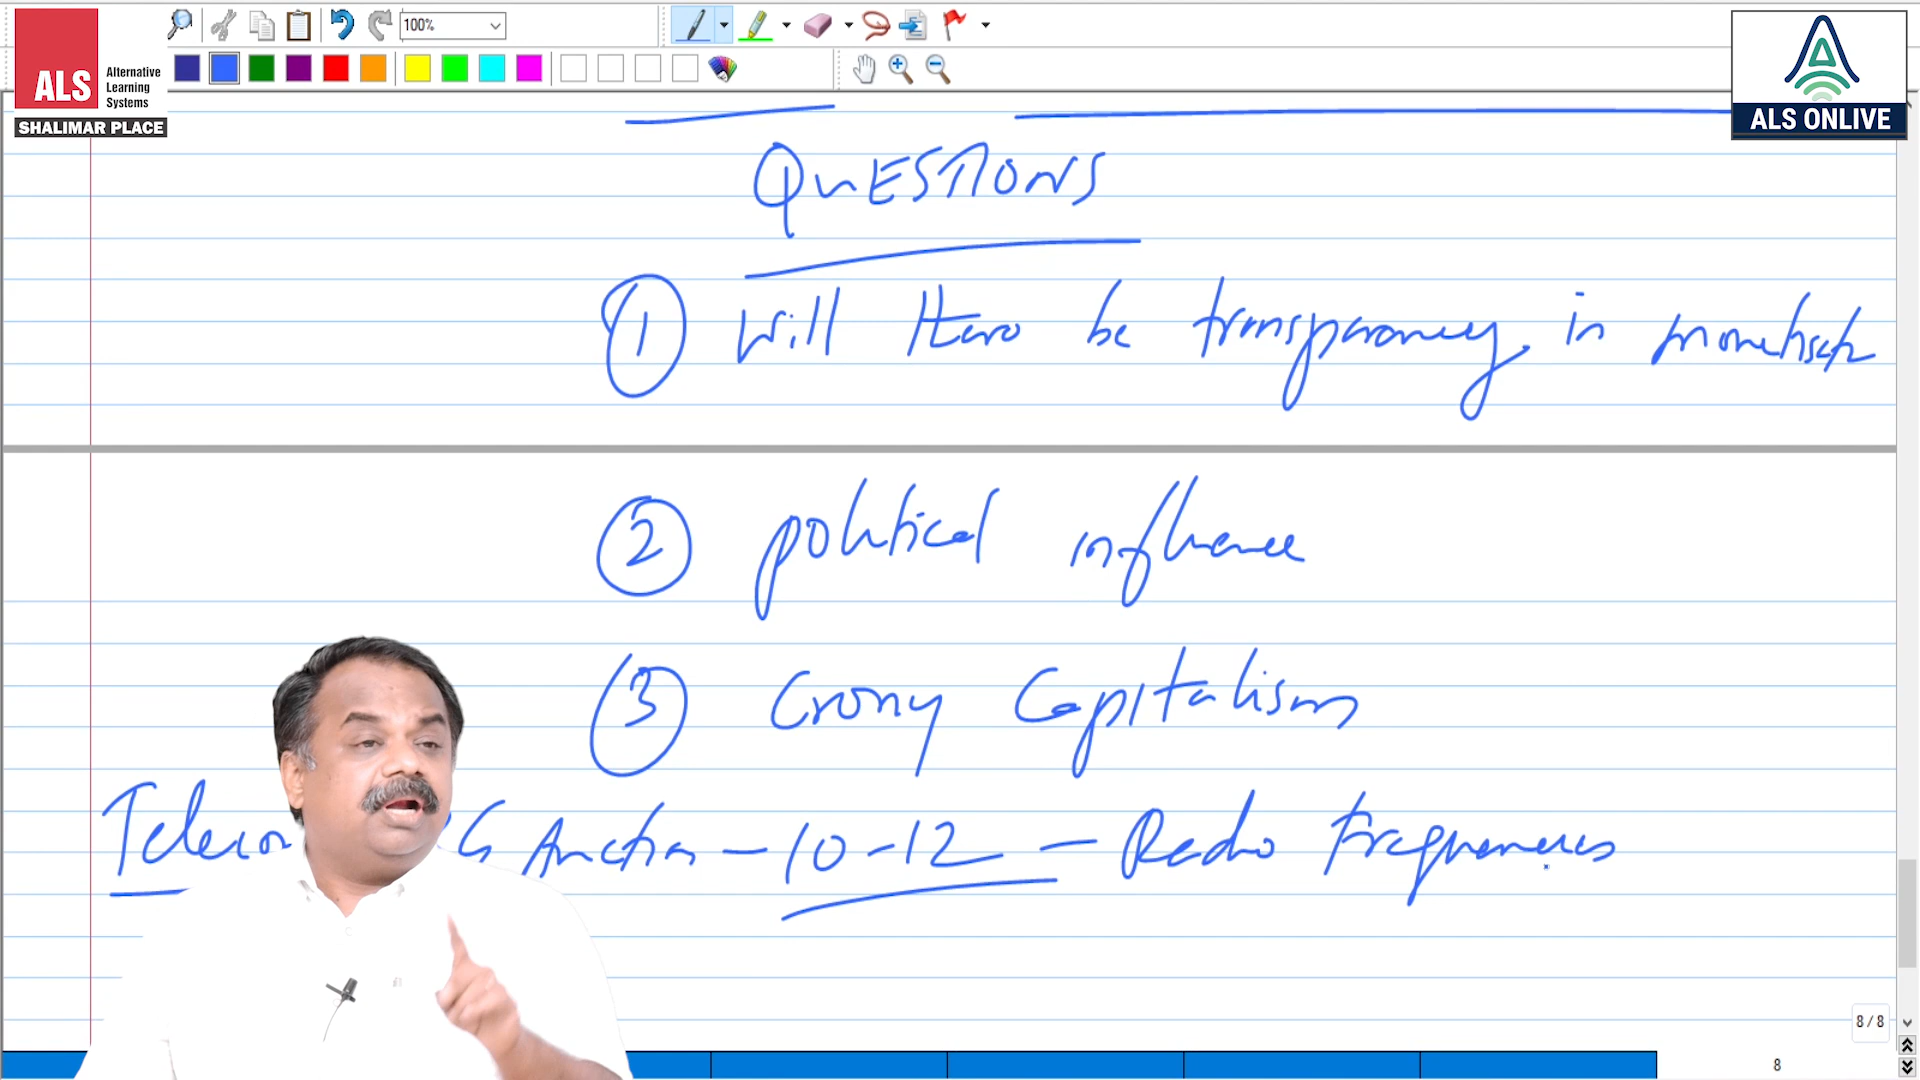 100%
ALS
Alternative
Learning
Systems
SHALIMAR PLACE
ALS ONLIVE
QUESTIONS
1 Will there be transparency in
2 political influence
3 Crony Capitalism
G Auction - 10-12 - Radio Frequencies
8 / 8
8